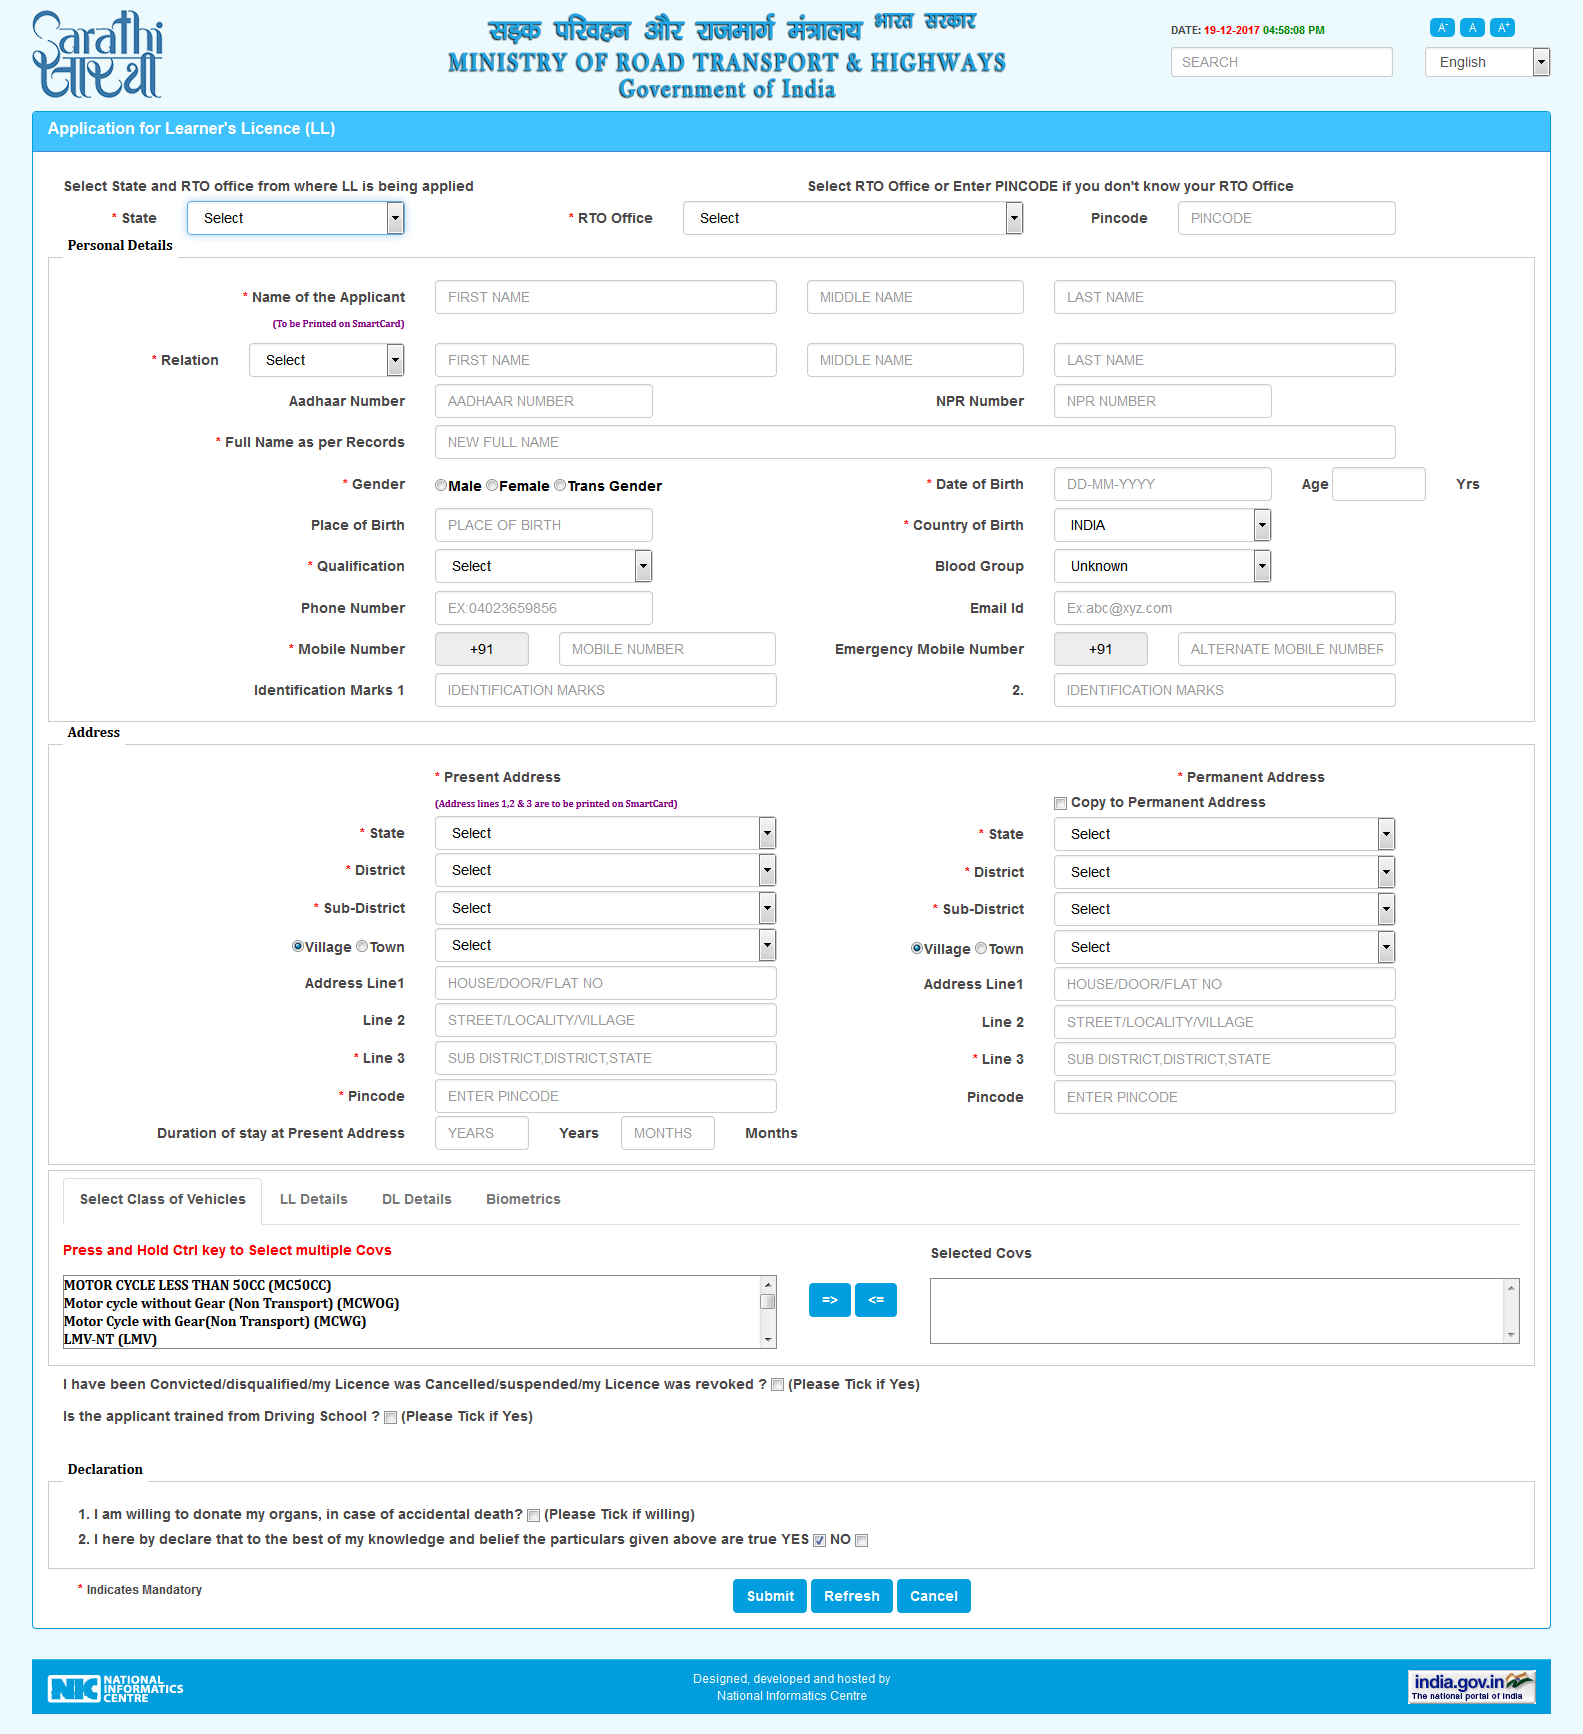 Sarathi
सारथी
सड़क परिवहन और राजमार्ग मंत्रालय भारत सरकार
MINISTRY OF ROAD TRANSPORT & HIGHWAYS
Government of India
DATE: 19-12-2017 04:58:08 PM
A- A A+
SEARCH English
Application for Learner's Licence (LL)
Select State and RTO office from where LL is being applied Select RTO Office or Enter PINCODE if you don't know your RTO Office
* State Select * RTO Office Select Pincode PINCODE
Personal Details
* Name of the Applicant FIRST NAME MIDDLE NAME LAST NAME
(To be Printed on SmartCard)
* Relation Select FIRST NAME MIDDLE NAME LAST NAME
Aadhaar Number AADHAAR NUMBER NPR Number NPR NUMBER
* Full Name as per Records NEW FULL NAME
* Gender Male Female Trans Gender * Date of Birth DD-MM-YYYY Age Yrs
Place of Birth PLACE OF BIRTH * Country of Birth INDIA
* Qualification Select Blood Group Unknown
Phone Number EX:04023659856 Email Id Ex:abc@xyz.com
* Mobile Number +91 MOBILE NUMBER Emergency Mobile Number +91 ALTERNATE MOBILE NUMBER
Identification Marks 1 IDENTIFICATION MARKS 2. IDENTIFICATION MARKS
Address
* Present Address * Permanent Address
(Address lines 1,2 & 3 are to be printed on SmartCard) Copy to Permanent Address
* State Select * State Select
* District Select * District Select
* Sub-District Select * Sub-District Select
Village Town Select Village Town Select
Address Line1 HOUSE/DOOR/FLAT NO Address Line1 HOUSE/DOOR/FLAT NO
Line 2 STREET/LOCALITY/VILLAGE Line 2 STREET/LOCALITY/VILLAGE
* Line 3 SUB DISTRICT,DISTRICT,STATE * Line 3 SUB DISTRICT,DISTRICT,STATE
* Pincode ENTER PINCODE Pincode ENTER PINCODE
Duration of stay at Present Address YEARS Years MONTHS Months
Select Class of Vehicles LL Details DL Details Biometrics
Press and Hold Ctrl key to Select multiple Covs Selected Covs
MOTOR CYCLE LESS THAN 50CC (MC50CC)
Motor cycle without Gear (Non Transport) (MCWOG)
=> <=
Motor Cycle with Gear(Non Transport) (MCWG)
LMV-NT (LMV)
I have been Convicted/disqualified/my Licence was Cancelled/suspended/my Licence was revoked ? (Please Tick if Yes)
Is the applicant trained from Driving School ? (Please Tick if Yes)
Declaration
1. I am willing to donate my organs, in case of accidental death? (Please Tick if willing)
2. I here by declare that to the best of my knowledge and belief the particulars given above are true YES NO
* Indicates Mandatory Submit Refresh Cancel
NIC NATIONAL INFORMATICS CENTRE
Designed, developed and hosted by
National Informatics Centre
india.gov.in
The national portal of India